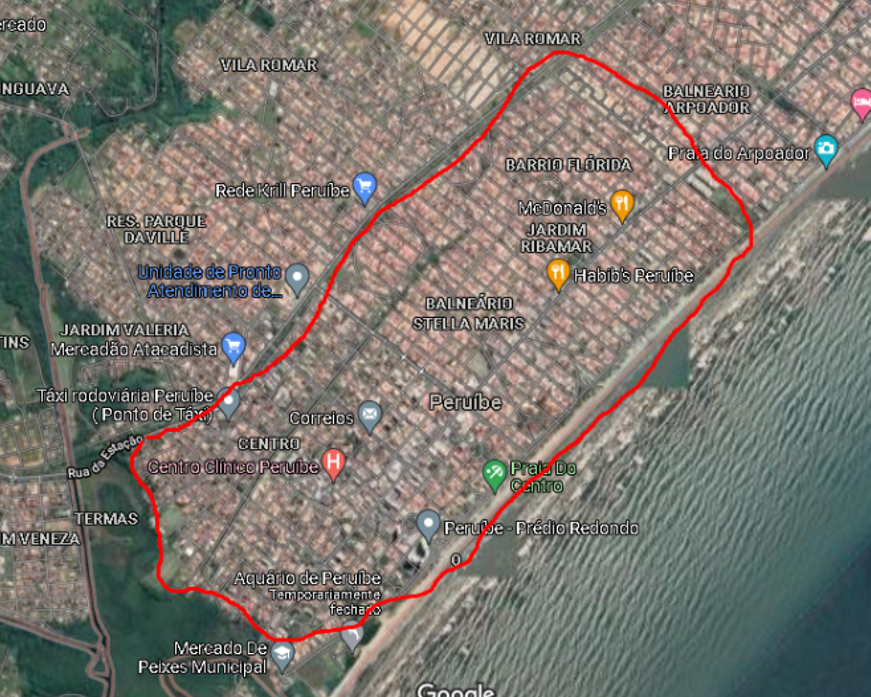 ercado
VILA ROMAR
VILA ROMAR
NGUAVA
BALNEÁRIO
ARPOADOR
Praia do Arpoador
BARRIO FLÓRIDA
Rede Krill Peruíbe
McDonald's
RES. PARQUE
DAVILLE
JARDIM
RIBAMAR
Unidade de Pronto
Atendimento de...
Habib's Peruíbe
BALNEÁRIO
STELLA MARIS
JARDIM VALERIA
TINS
Mercadão Atacadista
Táxi rodoviária Peruíbe
( Ponto de Táxi)
Peruíbe
Correios
CENTRO
Rua da Estação
Centro Clínico Peruíbe
Praia Do
Centro
TERMAS
Peruíbe - Prédio Redondo
M VENEZA
O
Aquário de Peruíbe
Temporariamente
fechado
Mercado De
Peixes Municipal
Google